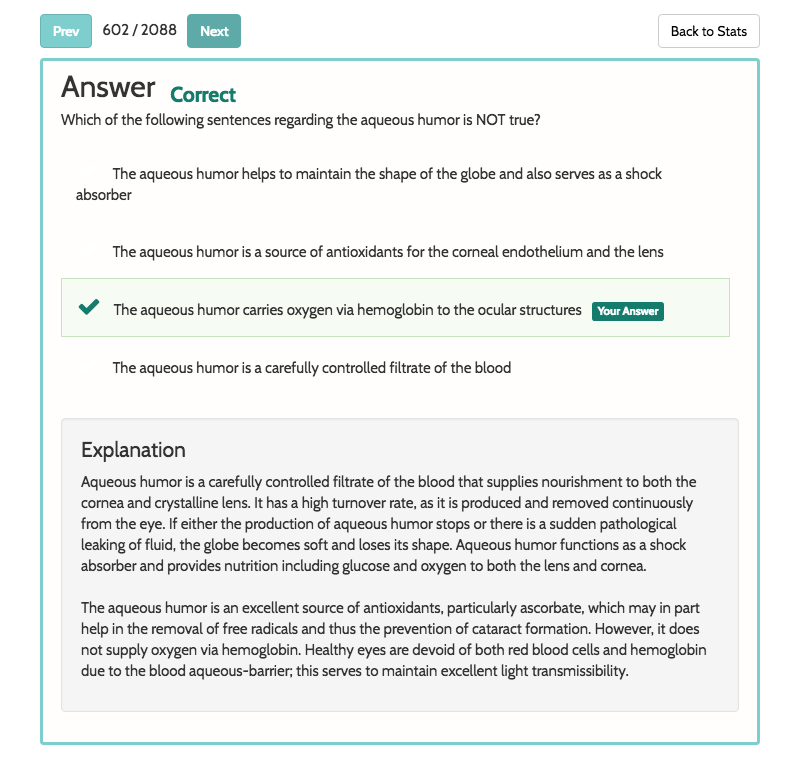 Prev 602 / 2088 Next Back to Stats
Answer Correct
Which of the following sentences regarding the aqueous humor is NOT true?
The aqueous humor helps to maintain the shape of the globe and also serves as a shock
absorber
The aqueous humor is a source of antioxidants for the corneal endothelium and the lens
The aqueous humor carries oxygen via hemoglobin to the ocular structures Your Answer
The aqueous humor is a carefully controlled filtrate of the blood
Explanation
Aqueous humor is a carefully controlled filtrate of the blood that supplies nourishment to both the
cornea and crystalline lens. It has a high turnover rate, as it is produced and removed continuously
from the eye. If either the production of aqueous humor stops or there is a sudden pathological
leaking of fluid, the globe becomes soft and loses its shape. Aqueous humor functions as a shock
absorber and provides nutrition including glucose and oxygen to both the lens and cornea.
The aqueous humor is an excellent source of antioxidants, particularly ascorbate, which may in part
help in the removal of free radicals and thus the prevention of cataract formation. However, it does
not supply oxygen via hemoglobin. Healthy eyes are devoid of both red blood cells and hemoglobin
due to the blood aqueous-barrier; this serves to maintain excellent light transmissibility.